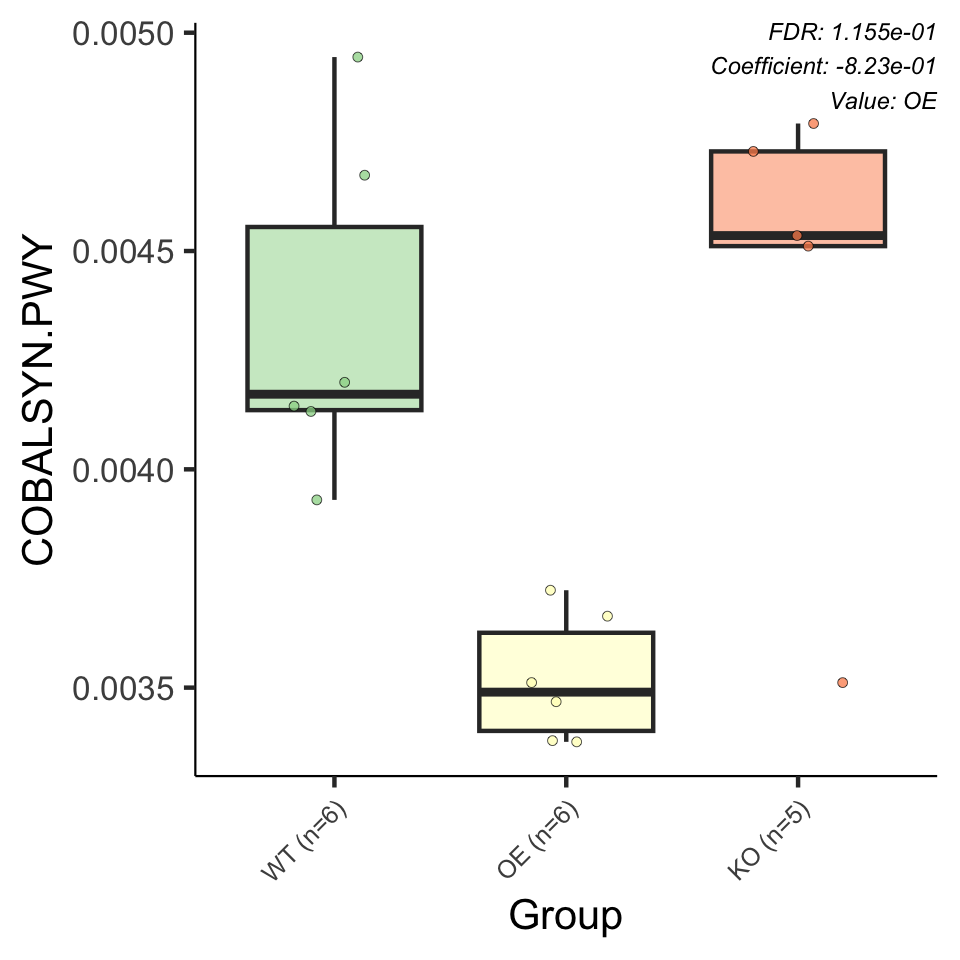 FDR: 1.155e-01
Coefficient: -8.23e-01
Value: OE
COBALSYN.PWY
0.0050
0.0045
0.0040
0.0035
WT (n=6)
OE (n=6)
KO (n=5)
Group